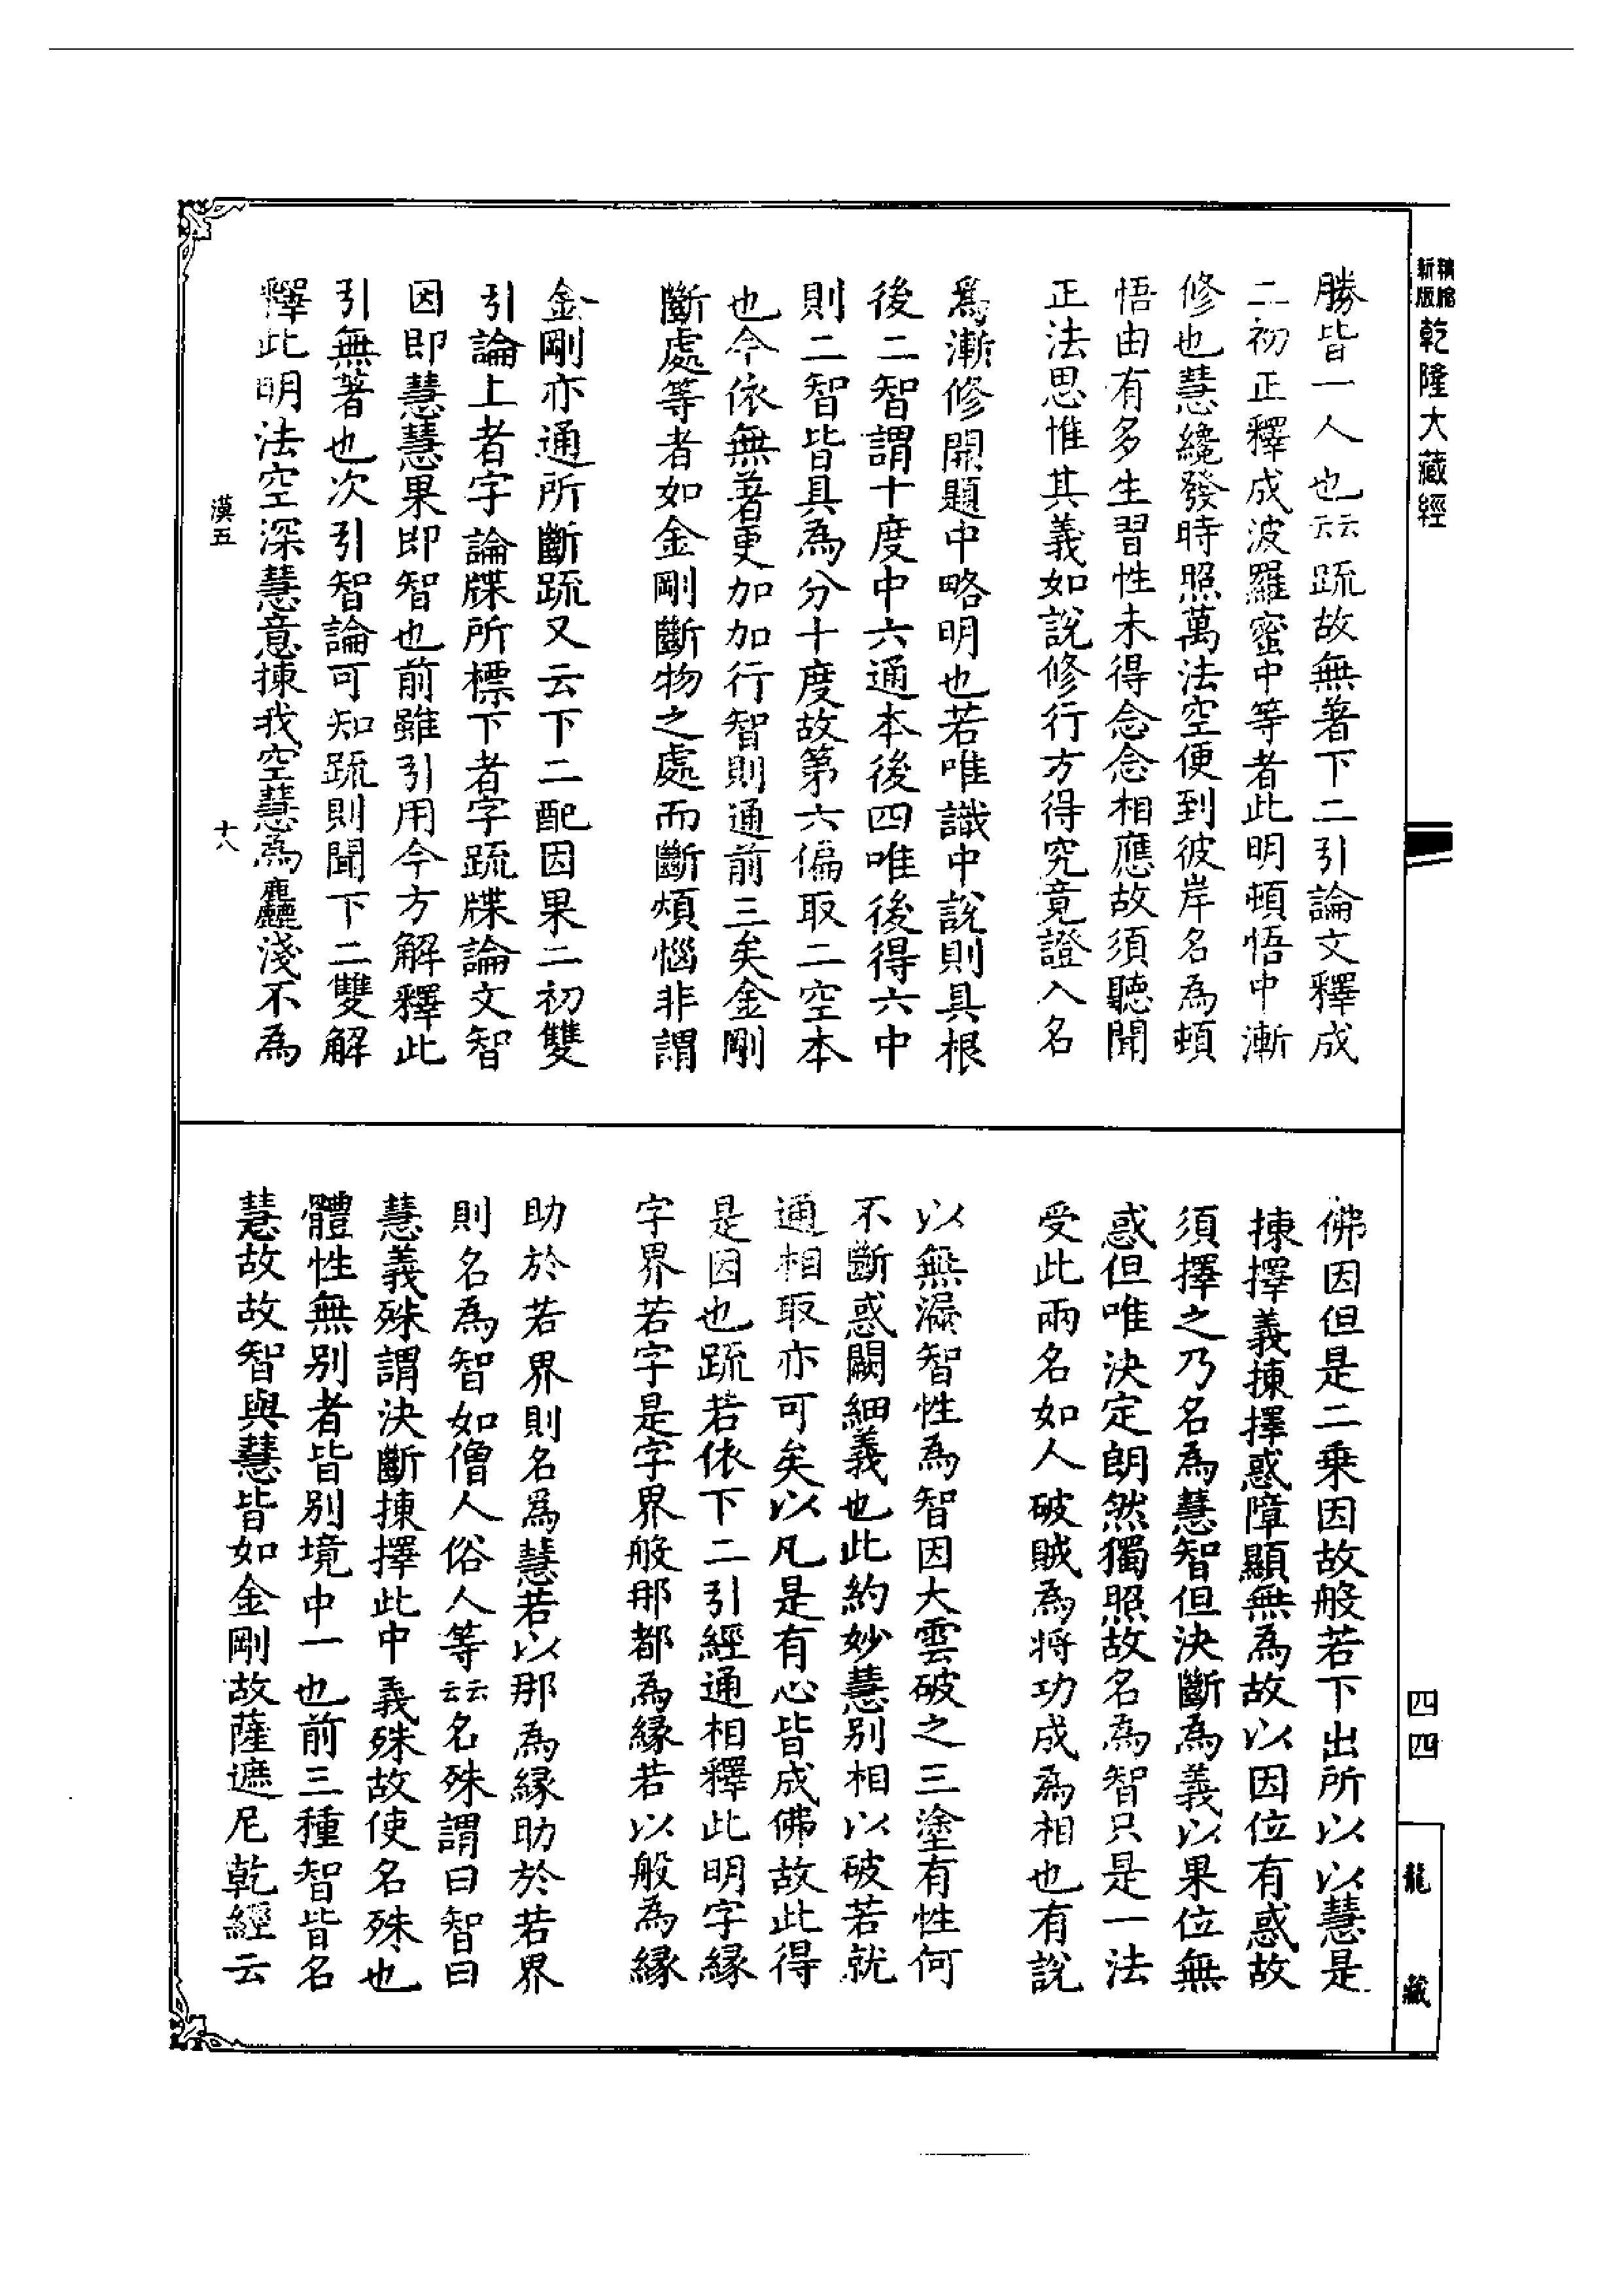 乾隆大藏經
勝皆一人也云云疏故無著下二引論文釋成
二初正釋成波羅蜜中等者此明頓悟中漸
修也慧纔發時照萬法空便到彼岸名為頓
悟由有多生習性未得念念相應故須聽聞
正法思惟其義如說修行方得究竟證入名
爲漸修開題中略明也若唯識中說則具根
後二智謂十度中六通本後四唯後得六中
則二智皆具為分十度故第六偏取二空本
也今依無著更加加行智則通前三矣金剛
斷處等者如金剛斷物之處而斷煩惱非謂
金剛亦通所斷疏又云下二配因果二初雙
引論上者字論牒所標下者字疏牒論文智
因即慧慧果即智也前雖引用今方解釋此
引無著也次引智論可知疏則聞下二雙解
釋此明法空深慧意揀我空慧為麤淺不為
漢五
十八
佛因但是二乗因故般若下出所以以慧是
揀擇義揀擇惑障顯無為故以因位有惑故
須擇之乃名為慧智但決斷為義以果位無
惑但唯決定朗然獨照故名為智只是一法
受此兩名如人破賊為將功成為相也有說
以無漏智性為智因大雲破之三塗有性何
不斷惑闕細義也此約妙慧別相以破若就
通相取亦可矣以凡是有心皆成佛故此得
是因也疏若依下二引經通相釋此明字緣
字界若字是字界般那都為緣若以般為緣
助於若界則名爲慧若以那為緣助於若界
則名為智如僧人俗人等云云名殊謂曰智曰
慧義殊謂決斷揀擇此中義殊故使名殊也
體性無別者皆別境中一也前三種智皆名
慧故故智與慧皆如金剛故薩遮尼乾經云
四四
龍藏